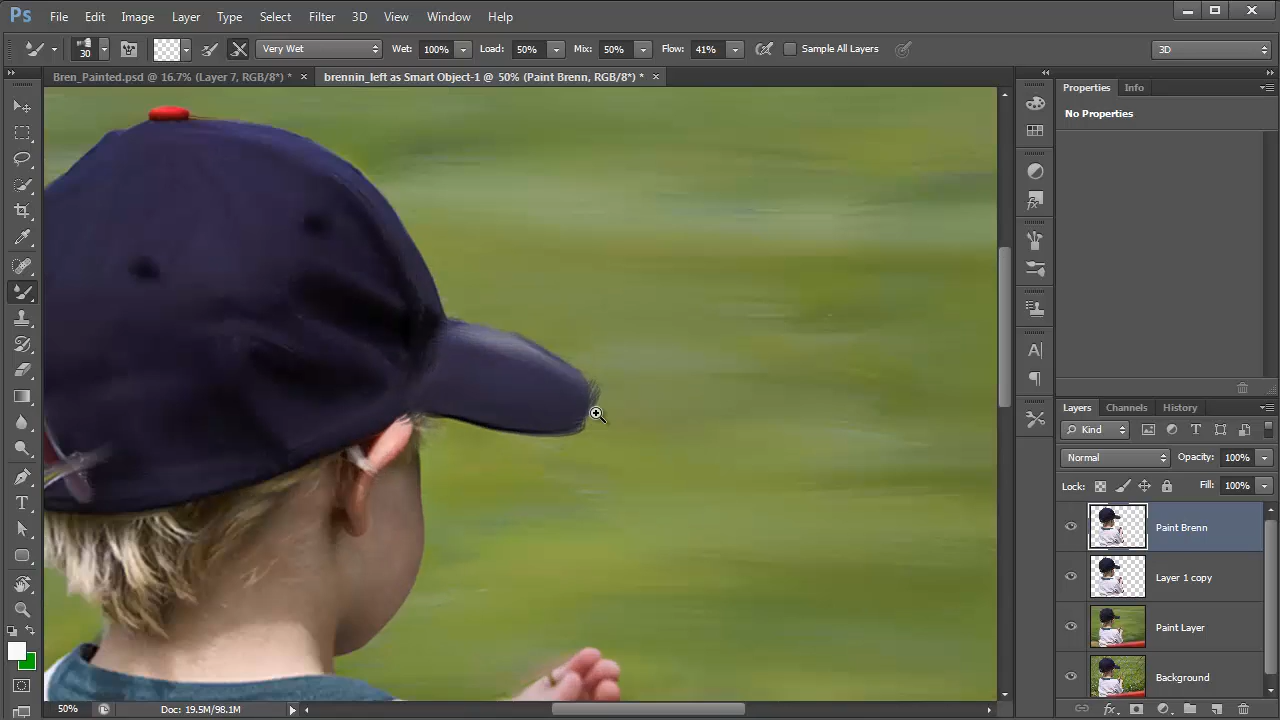 Ps File Edit Image Layer Type Select Filter 3D View Window Help
30 Very Wet Wet: 100% Load: 50% Mix: 50% Flow: 41% Sample All Layers 3D
Bren_Painted.psd @ 16.7% (Layer 7, RGB/8*) * × brennin_left as Smart Object-1 @ 50% (Paint Brenn, RGB/8*) * ×
Properties Info
No Properties
Layers Channels History
Kind
Normal Opacity: 100%
Lock: Fill: 100%
Paint Brenn
Layer 1 copy
Paint Layer
Background
50% Doc: 19.5M/98.1M